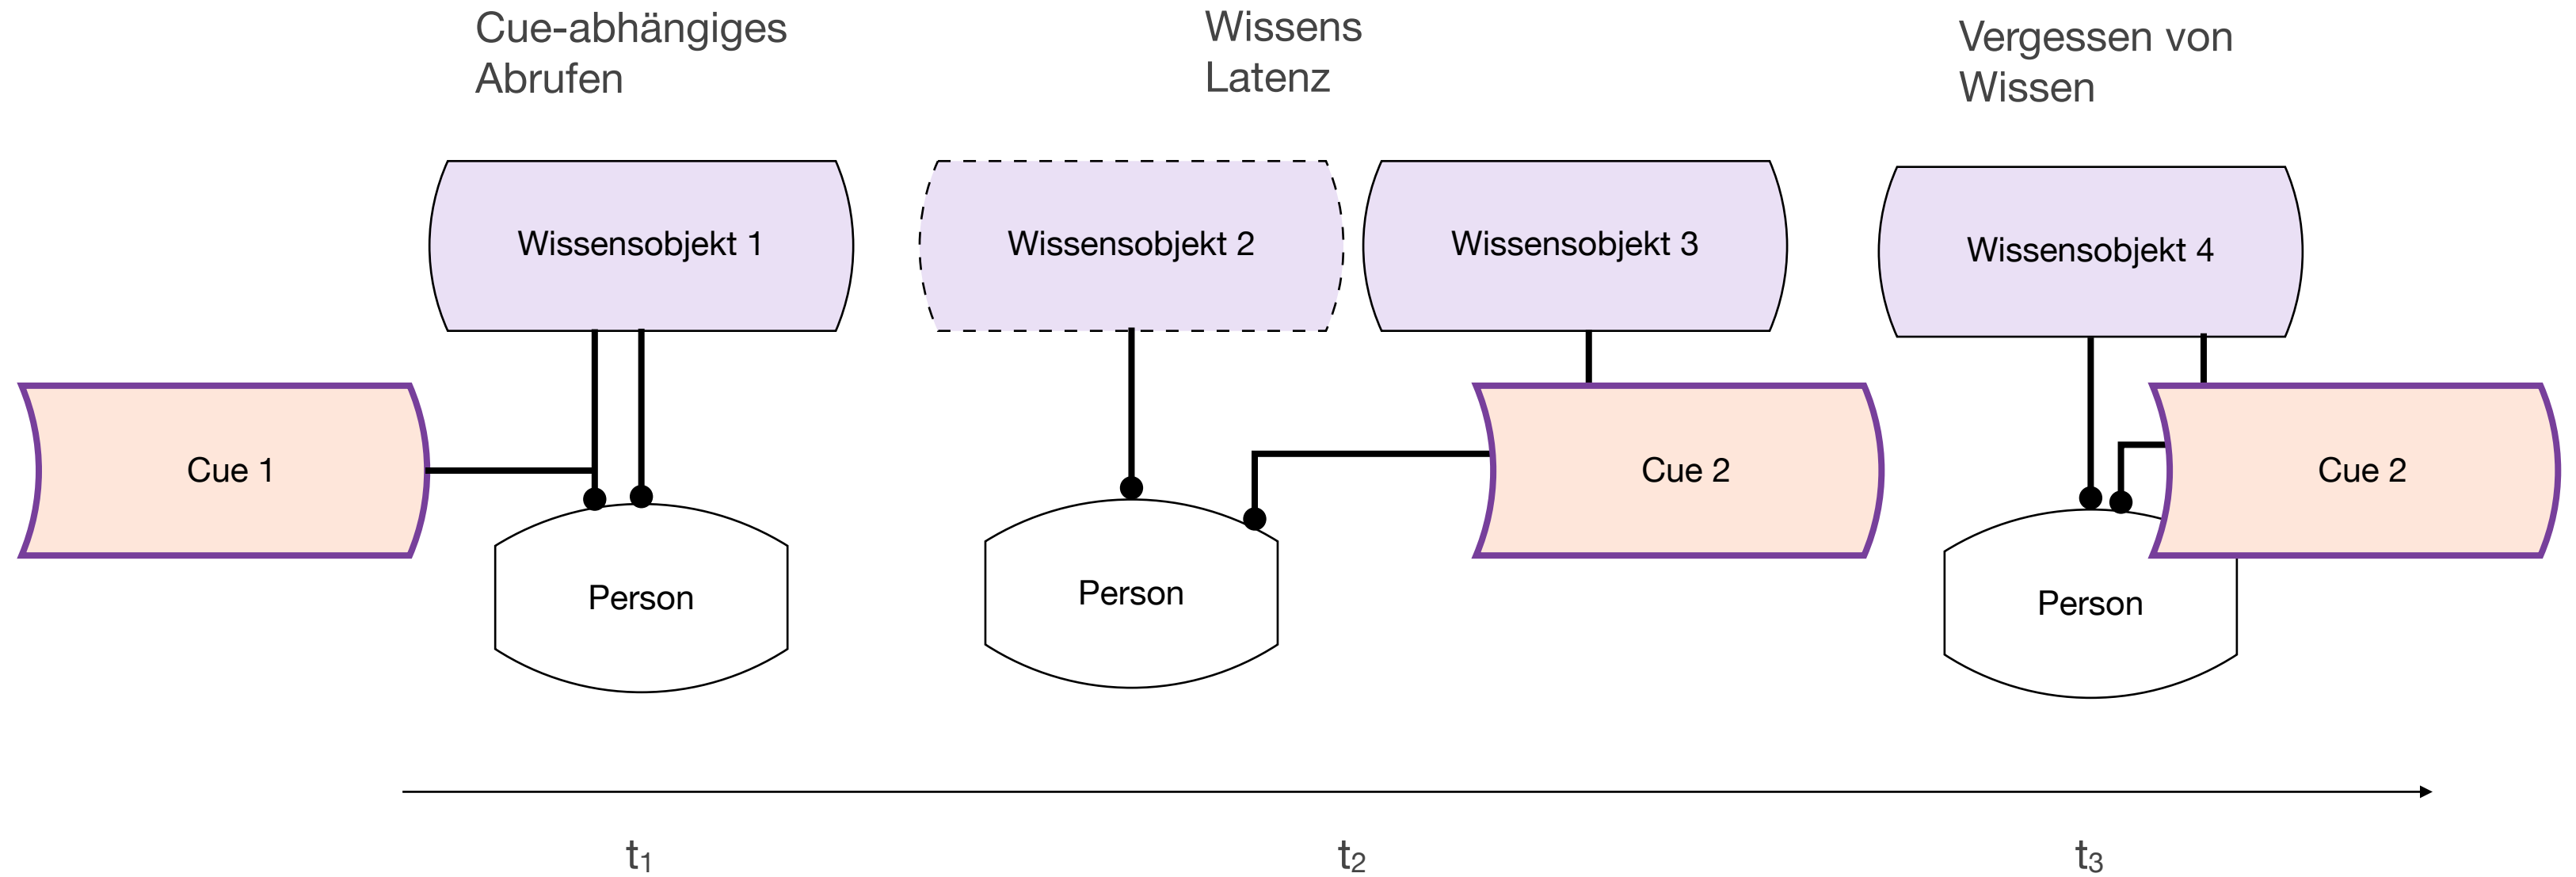 Cue-abhängiges
Abrufen
Wissens
Latenz
Vergessen von
Wissen
Wissensobjekt 1
Wissensobjekt 2
Wissensobjekt 3
Wissensobjekt 4
Cue 1
Cue 2
Cue 2
Person
Person
Person
t₁
t₂
t₃